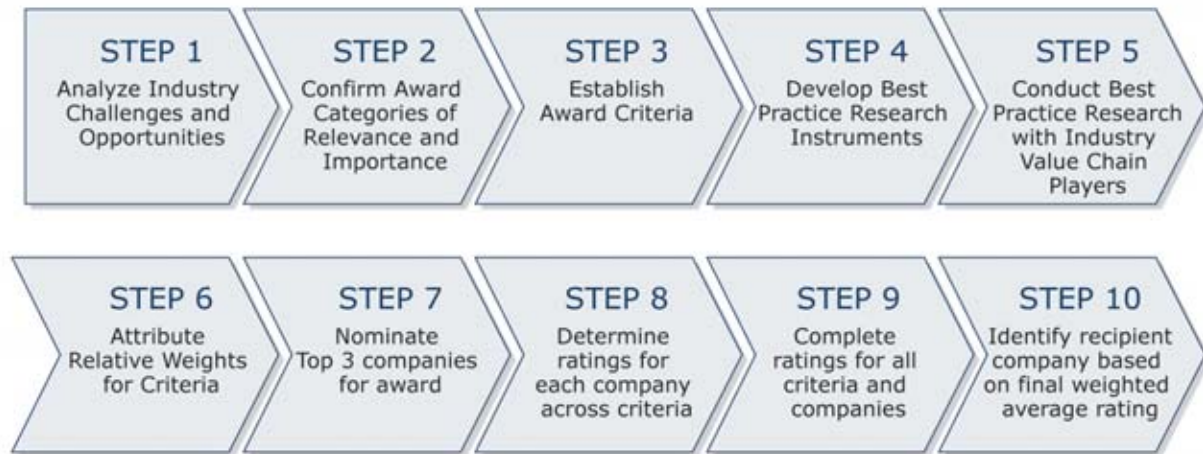 STEP 1
Analyze Industry
Challenges and
Opportunities
STEP 2
Confirm Award
Categories of
Relevance and
Importance
STEP 3
Establish
Award Criteria
STEP 4
Develop Best
Practice Research
Instruments
STEP 5
Conduct Best
Practice Research
with Industry
Value Chain
Players
STEP 6
Attribute
Relative Weights
for Criteria
STEP 7
Nominate
Top 3 companies
for award
STEP 8
Determine
ratings for
each company
across criteria
STEP 9
Complete
ratings for all
criteria and
companies
STEP 10
Identify recipient
company based
on final weighted
average rating